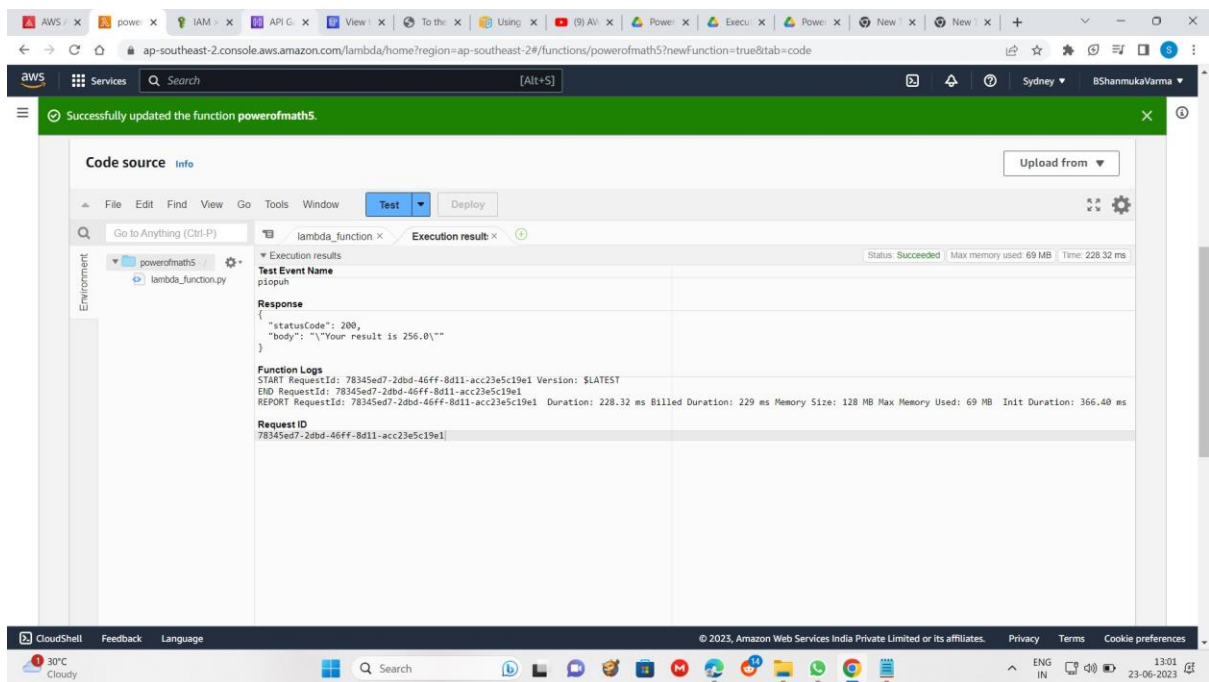 AWS / power IAM > API G View t To the Using (9) AW Power Execu Power New T New T
ap-southeast-2.console.aws.amazon.com/lambda/home?region=ap-southeast-2#/functions/powerofmath5?newFunction=true&tab=code S
aws Services Search [Alt+S] Sydney ▼ BShanmukaVarma ▼
Successfully updated the function powerofmath5.
Code source Info Upload from ▼
File Edit Find View Go Tools Window Test Deploy
Go to Anything (Ctrl-P) lambda_function × Execution result: ×
Environment
powerofmath5 /
lambda_function.py
▼ Execution results Status: Succeeded Max memory used: 69 MB Time: 228.32 ms
Test Event Name
piopuh
Response
{
  "statusCode": 200,
  "body": "\"Your result is 256.0\""
}
Function Logs
START RequestId: 78345ed7-2dbd-46ff-8d11-acc23e5c19e1 Version: $LATEST
END RequestId: 78345ed7-2dbd-46ff-8d11-acc23e5c19e1
REPORT RequestId: 78345ed7-2dbd-46ff-8d11-acc23e5c19e1 Duration: 228.32 ms Billed Duration: 229 ms Memory Size: 128 MB Max Memory Used: 69 MB Init Duration: 366.40 ms
Request ID
78345ed7-2dbd-46ff-8d11-acc23e5c19e1
CloudShell Feedback Language © 2023, Amazon Web Services India Private Limited or its affiliates. Privacy Terms Cookie preferences
1 30°C
Cloudy
Search
ENG
IN
13:01
23-06-2023